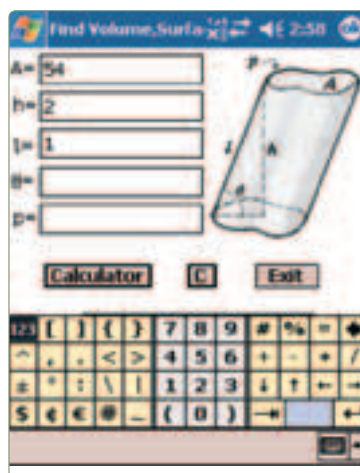 Find Volume,Surfa 2:58 ok
A= 54
h= 2
l= 1
θ=
p=
p
A
l
h
θ
Calculator C Exit
123 [ ] { } 7 8 9 # % =
^ , . < > 4 5 6 + - * /
± ° : \ | 1 2 3 ↓ ↑ ← →
$ ¢ € @ _ ( 0 )